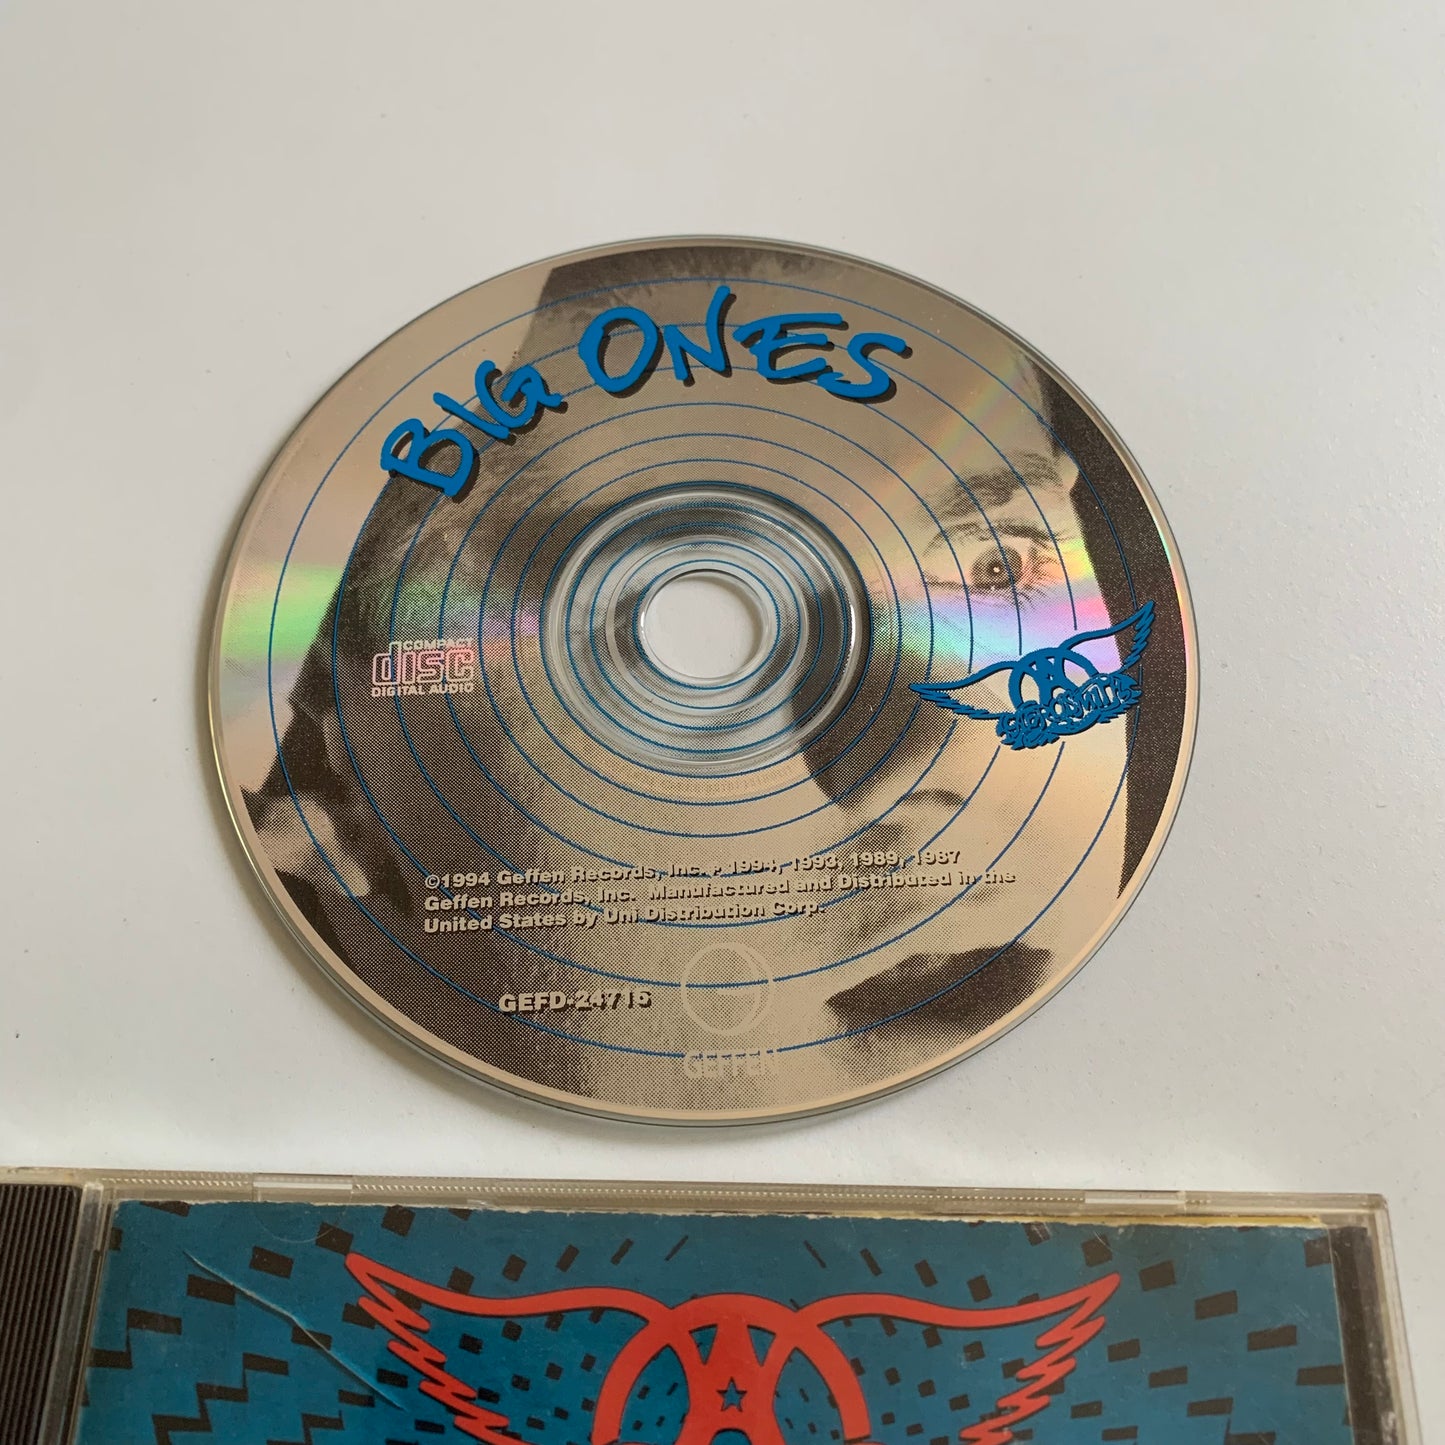 BIG ONES
COMPACT
disc
DIGITAL AUDIO
AEROSMITH
©1994 Geffen Records, Inc. ℗ 1994, 1993, 1989, 1987
Geffen Records, Inc. Manufactured and Distributed in the
United States by Uni Distribution Corp.
GEFD-24716
GEFFEN